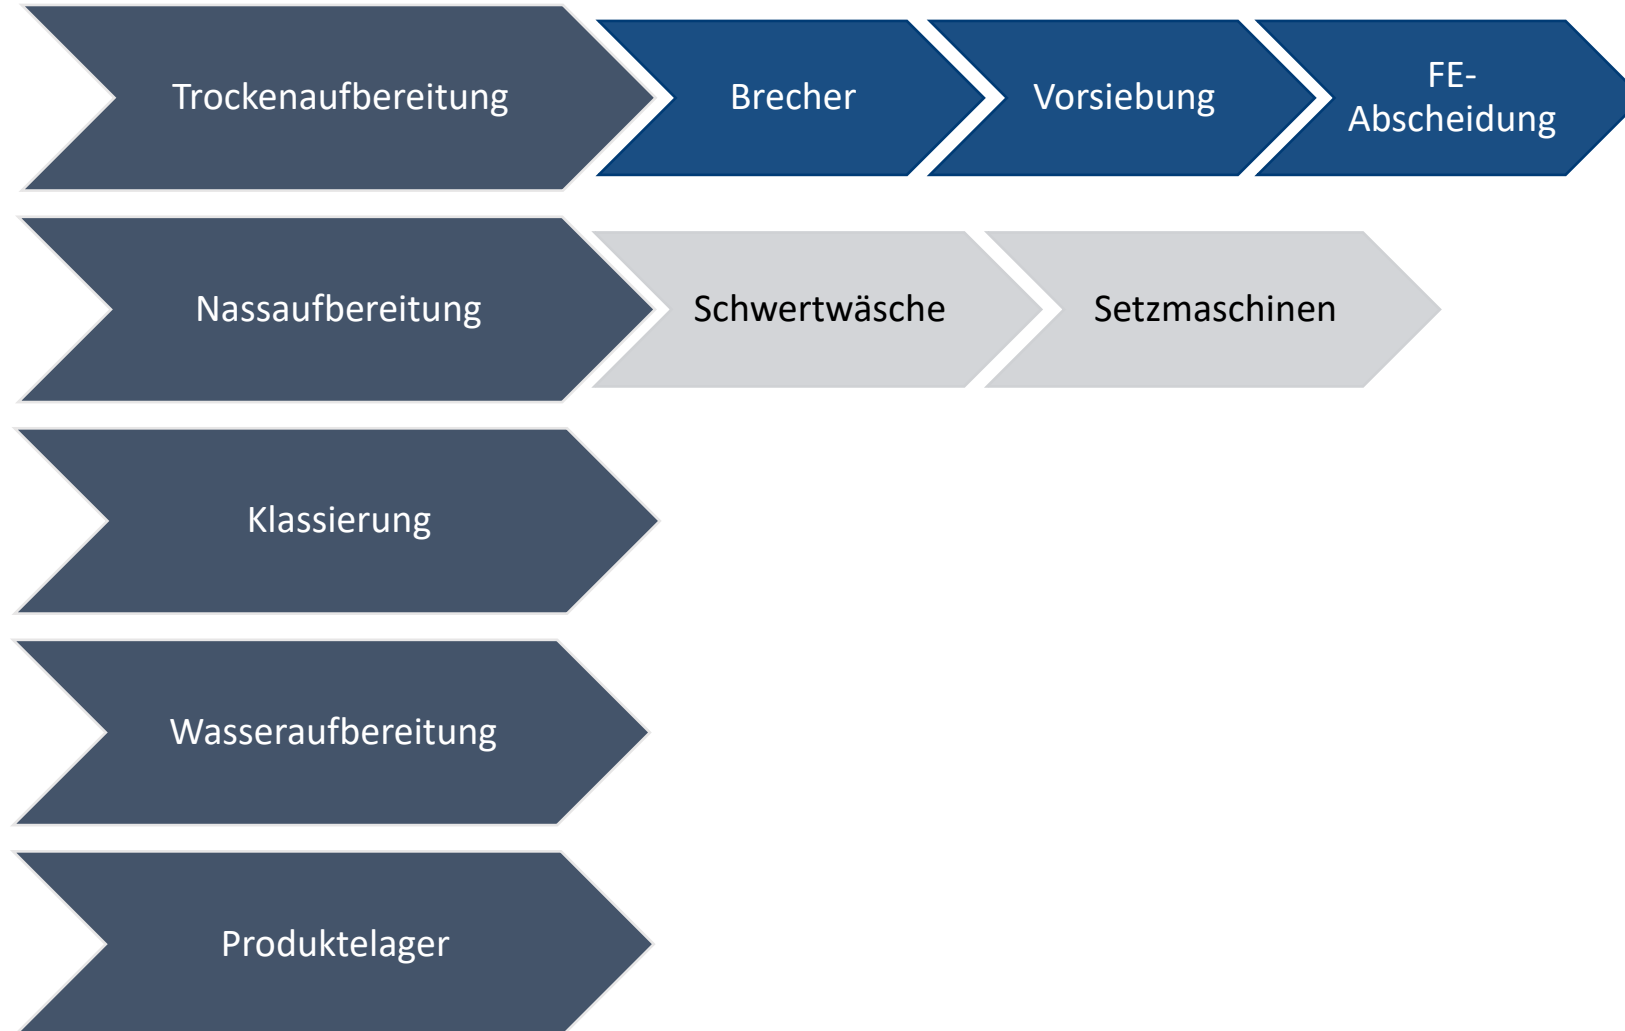 Trockenaufbereitung
Brecher
Vorsiebung
FE-
Abscheidung
Nassaufbereitung
Schwertwäsche
Setzmaschinen
Klassierung
Wasseraufbereitung
Produktelager